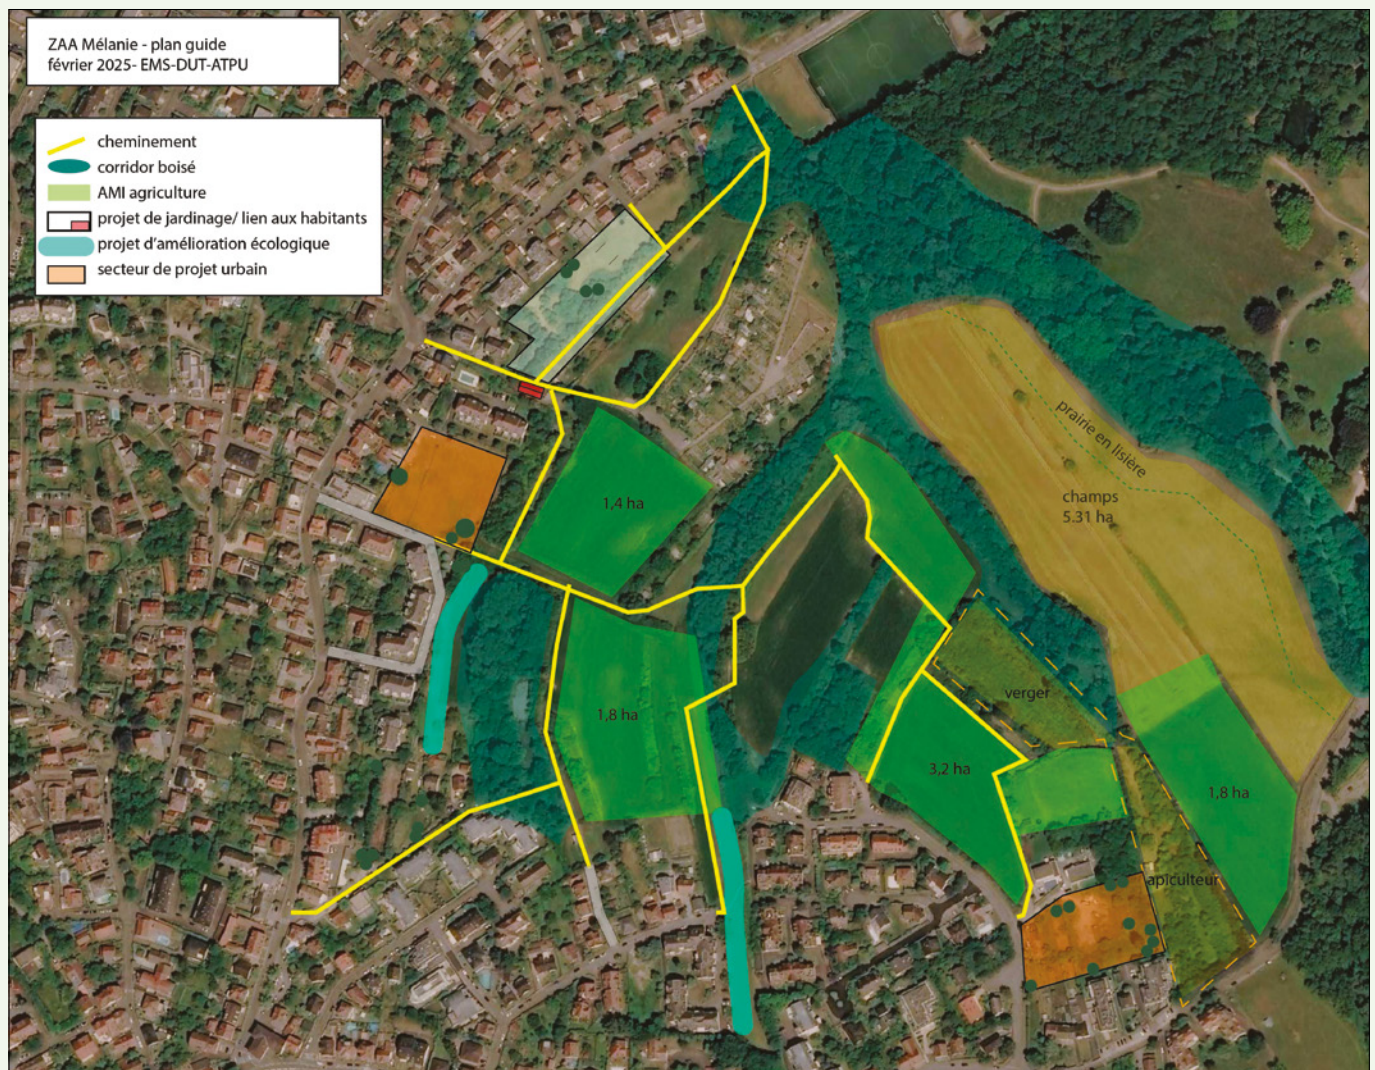 ZAA Mélanie - plan guide
février 2025- EMS-DUT-ATPU
cheminement
corridor boisé
AMI agriculture
projet de jardinage/ lien aux habitants
projet d'amélioration écologique
secteur de projet urbain
prairie en lisière
champs
5.31 ha
1,4 ha
verger
1,8 ha
3,2 ha
1,8 ha
apiculteur